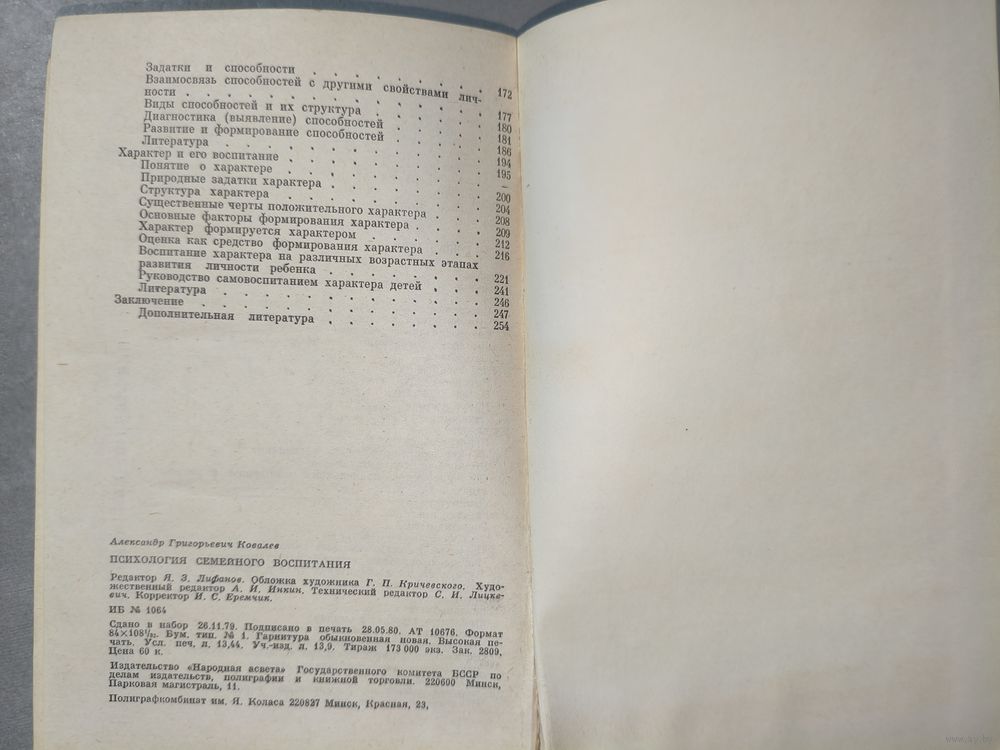 Задатки и способности . . . . . . . . 172
Взаимосвязь способностей с другими свойствами лич-
ности . . . . . . . . . . . . 177
Виды способностей и их структура . . . . . 180
Диагностика (выявление) способностей . . . . 181
Развитие и формирование способностей . . . . 186
Литература . . . . . . . . . . . 194
Характер и его воспитание . . . . . . . . 195
Понятие о характере . . . . . . . . . —
Природные задатки характера . . . . . . . 200
Структура характера . . . . . . . . . 204
Существенные черты положительного характера . . . 208
Основные факторы формирования характера . . . . 209
Характер формируется характером . . . . . 212
Оценка как средство формирования характера . . . 216
Воспитание характера на различных возрастных этапах
развития личности ребенка . . . . . . . 221
Руководство самовоспитанием характера детей . . . 241
Литература . . . . . . . . . . . 246
Заключение . . . . . . . . . . . . 247
Дополнительная литература . . . . . . . 254
Александр Григорьевич Ковалев
ПСИХОЛОГИЯ СЕМЕЙНОГО ВОСПИТАНИЯ
Редактор Я. З. Лифанов. Обложка художника Г. П. Кричевского. Худо-
жественный редактор А. И. Инкин. Технический редактор С. И. Лицке-
вич. Корректор И. С. Еремчик.
ИБ № 1064
Сдано в набор 26.11.79. Подписано в печать 28.05.80. АТ 10676. Формат
84×108¹/₃₂. Бум. тип. № 1. Гарнитура обыкновенная новая. Высокая пе-
чать. Усл. печ. л. 13,44. Уч.-изд. л. 13,9. Тираж 173 000 экз. Зак. 2809.
Цена 60 к.
Издательство «Народная асвета» Государственного комитета БССР по
делам издательств, полиграфии и книжной торговли. 220600 Минск,
Парковая магистраль, 11.
Полиграфкомбинат им. Я. Коласа 220827 Минск, Красная, 23.